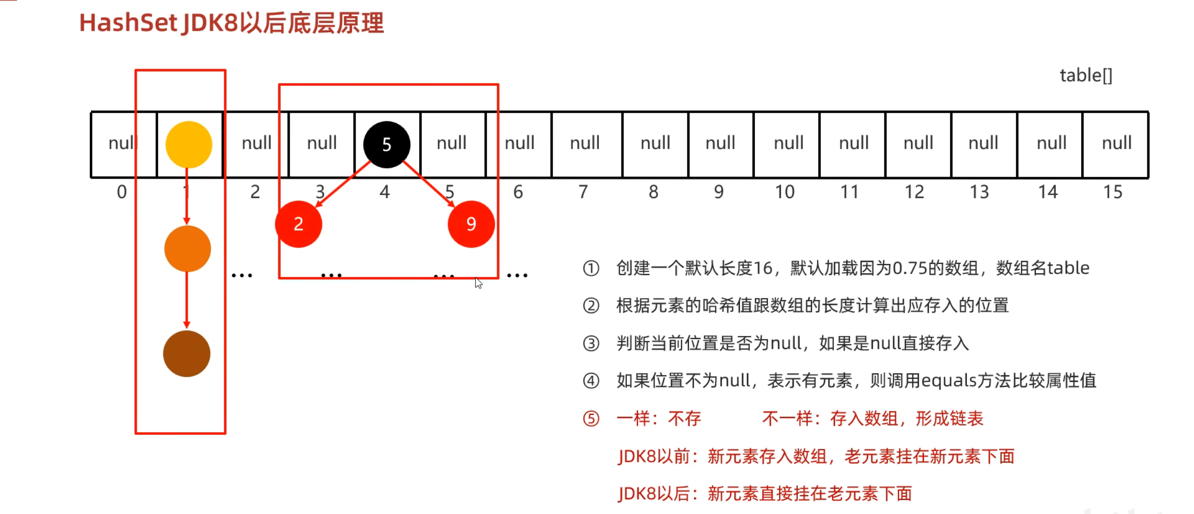 HashSet JDK8以后底层原理
table[]
null null null 5 null null null null null null null null null null null
0 1 2 3 4 5 6 7 8 9 10 11 12 13 14 15
2 9
... ... ... ...
① 创建一个默认长度16，默认加载因为0.75的数组，数组名table
② 根据元素的哈希值跟数组的长度计算出应存入的位置
③ 判断当前位置是否为null，如果是null直接存入
④ 如果位置不为null，表示有元素，则调用equals方法比较属性值
⑤ 一样：不存 不一样：存入数组，形成链表
JDK8以前：新元素存入数组，老元素挂在新元素下面
JDK8以后：新元素直接挂在老元素下面